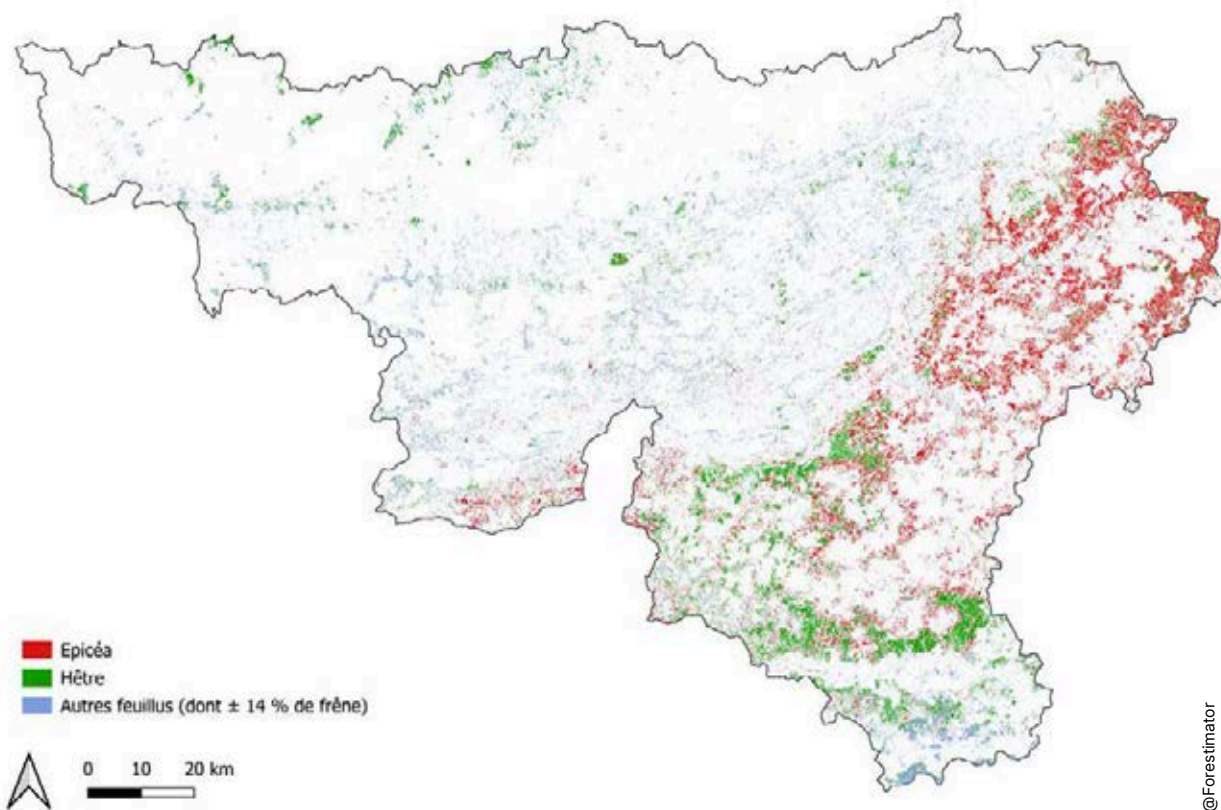 Epicéa
Hêtre
Autres feuillus (dont ± 14 % de frêne)
0 10 20 km
@Forestimator